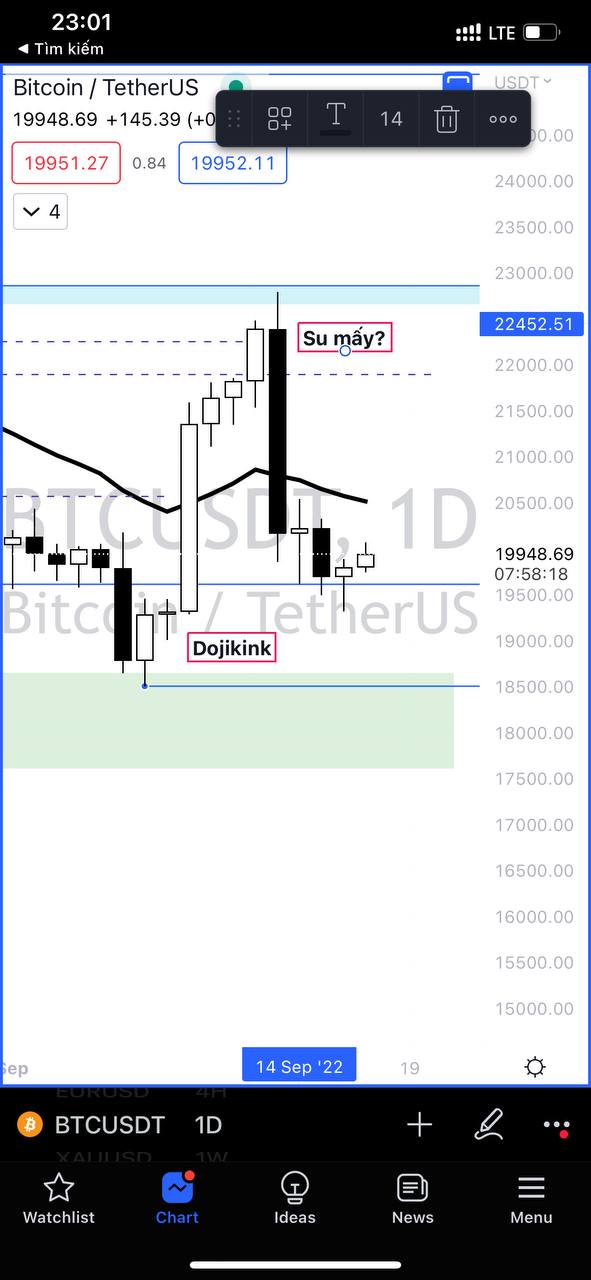 23:01
LTE
◀ Tìm kiếm
Bitcoin / TetherUS
USDT
19948.69 +145.39 (+0
14
00.00
19951.27 0.84 19952.11
24000.00
4
23500.00
23000.00
Su mấy?
22452.51
22000.00
21500.00
21000.00
BTCUSDT, 1D
20500.00
19948.69
07:58:18
19500.00
Bitcoin / TetherUS
Dojikink
19000.00
18500.00
18000.00
17500.00
17000.00
16500.00
16000.00
15500.00
15000.00
Sep 14 Sep '22 19
EURUSD 4H
BTCUSDT 1D
XAUUSD 1W
Watchlist Chart Ideas News Menu